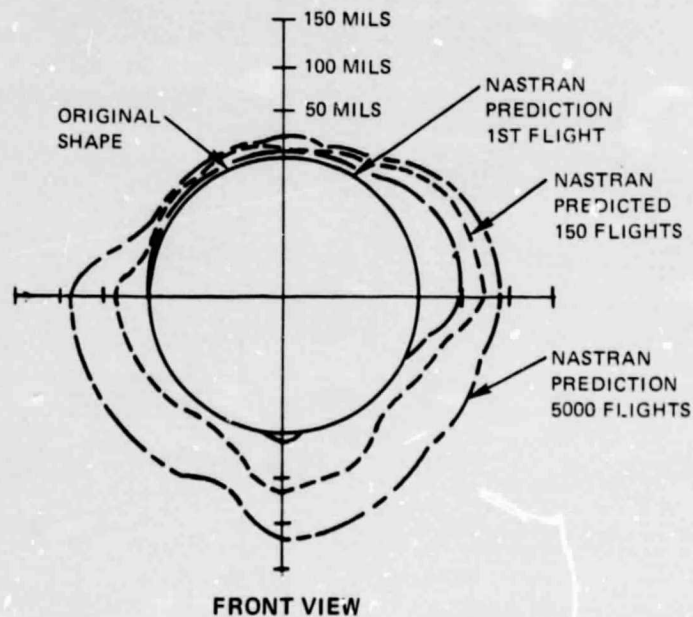 150 MILS
100 MILS
50 MILS
ORIGINAL
SHAPE
NASTRAN
PREDICTION
1ST FLIGHT
NASTRAN
PREDICTED
150 FLIGHTS
NASTRAN
PREDICTION
5000 FLIGHTS
FRONT VIEW